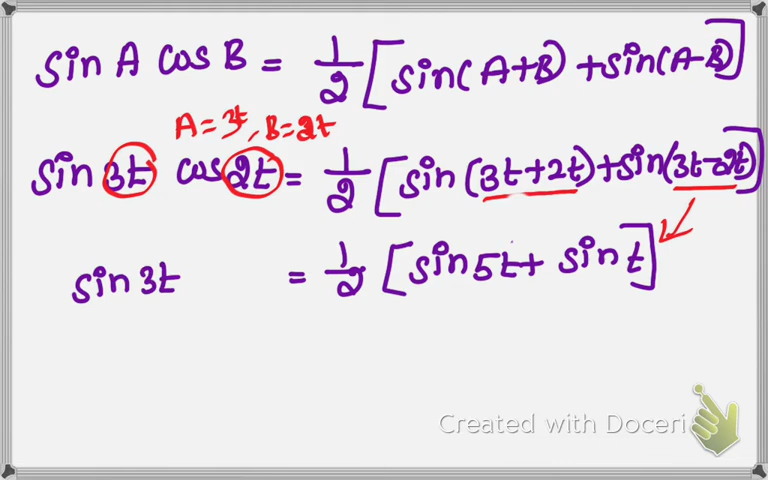 sin A cos B = 1/2 [sin(A+B) + sin(A-B)]
A = 3t, B = 2t
sin 3t cos 2t = 1/2 [sin (3t+2t) + sin(3t-2t)]
sin 3t = 1/2 [sin 5t + sin t]
Created with Doceri